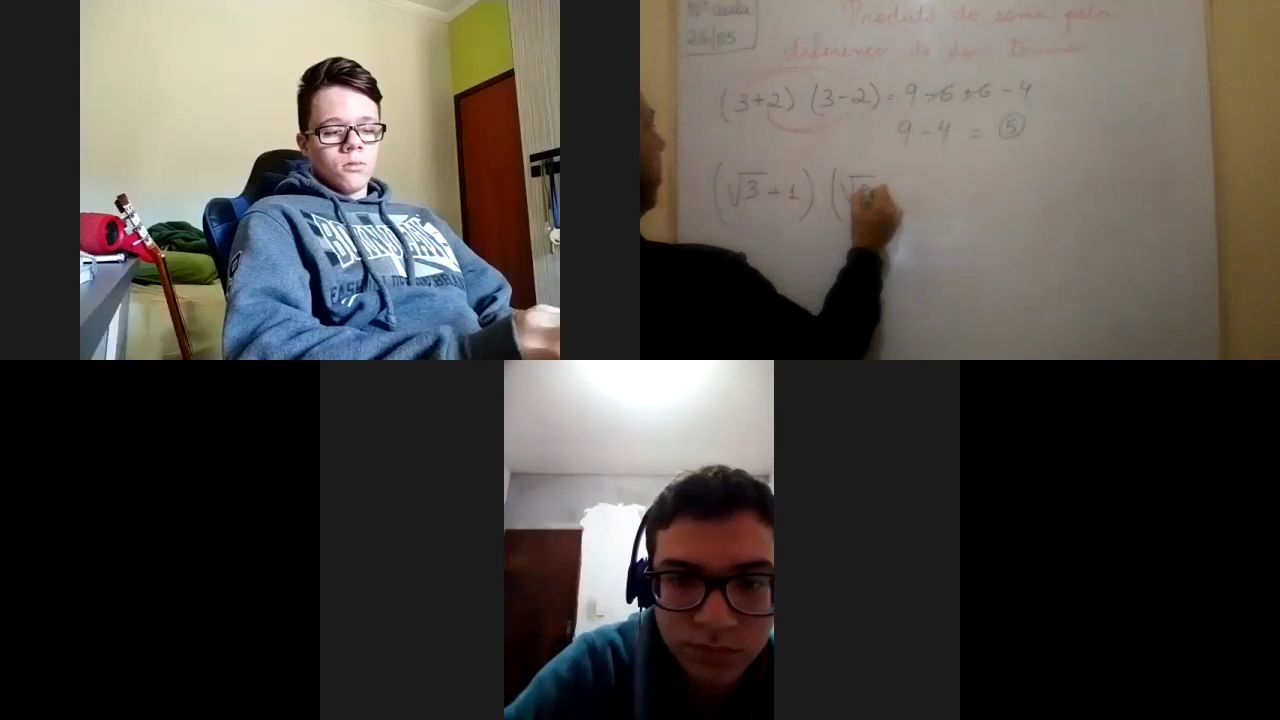 26/05
Produto da soma pela
diferença de dois termos
(3+2) (3-2) = 9 -6 +6 - 4
9 - 4 = 5
(√3 + 1) (√